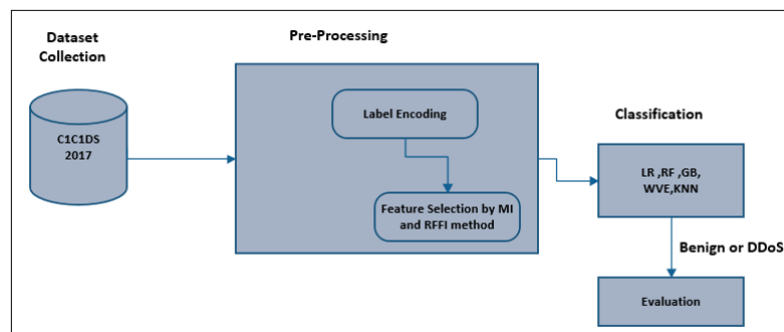 Dataset
Collection
Pre-Processing
C1C1DS
2017
Label Encoding
Feature Selection by MI
and RFFI method
Classification
LR ,RF ,GB,
WVE,KNN
Benign or DDoS
Evaluation